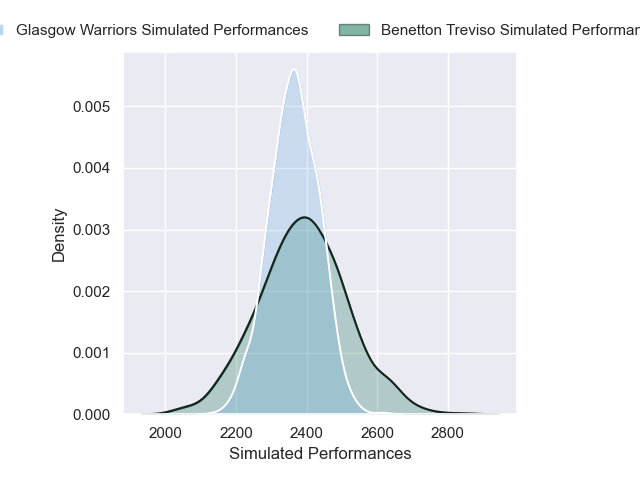 Glasgow Warriors Simulated Performances
Benetton Treviso Simulated
0.005
0.004
0.003
0.002
0.001
0.000
Density
2000 2200 2400 2600 2800
Simulated Performances